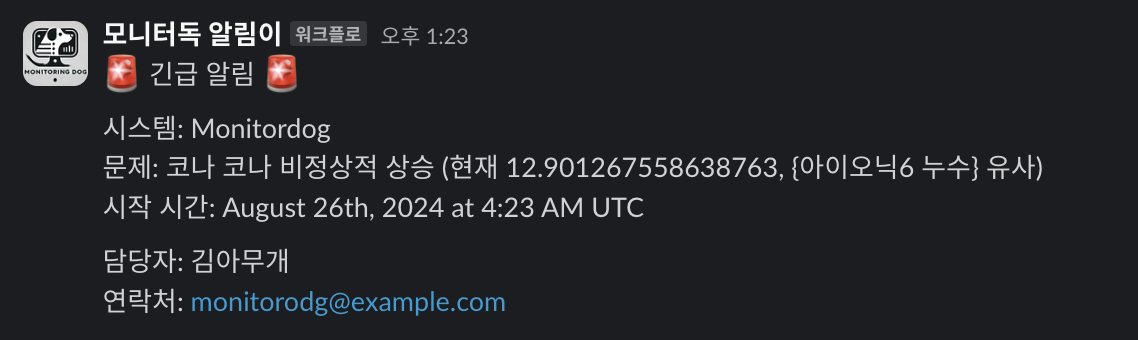 모니터독 알림이 워크플로 오후 1:23
🚨 긴급 알림 🚨
시스템: Monitordog
문제: 코나 코나 비정상적 상승 (현재 12.901267558638763, {아이오닉6 누수} 유사)
시작 시간: August 26th, 2024 at 4:23 AM UTC
담당자: 김아무개
연락처: monitorodg@example.com
MONITORING DOG